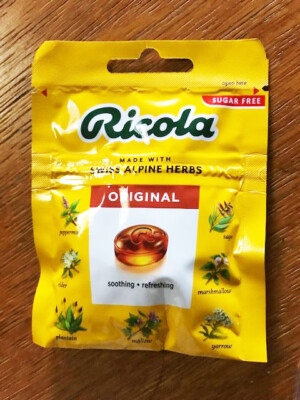 open here
SUGAR FREE
Ricola
MADE WITH
SWISS ALPINE HERBS
ORIGINAL
peppermint
sage
soothing • refreshing
elder
marshmallow
plantain
mallow
yarrow